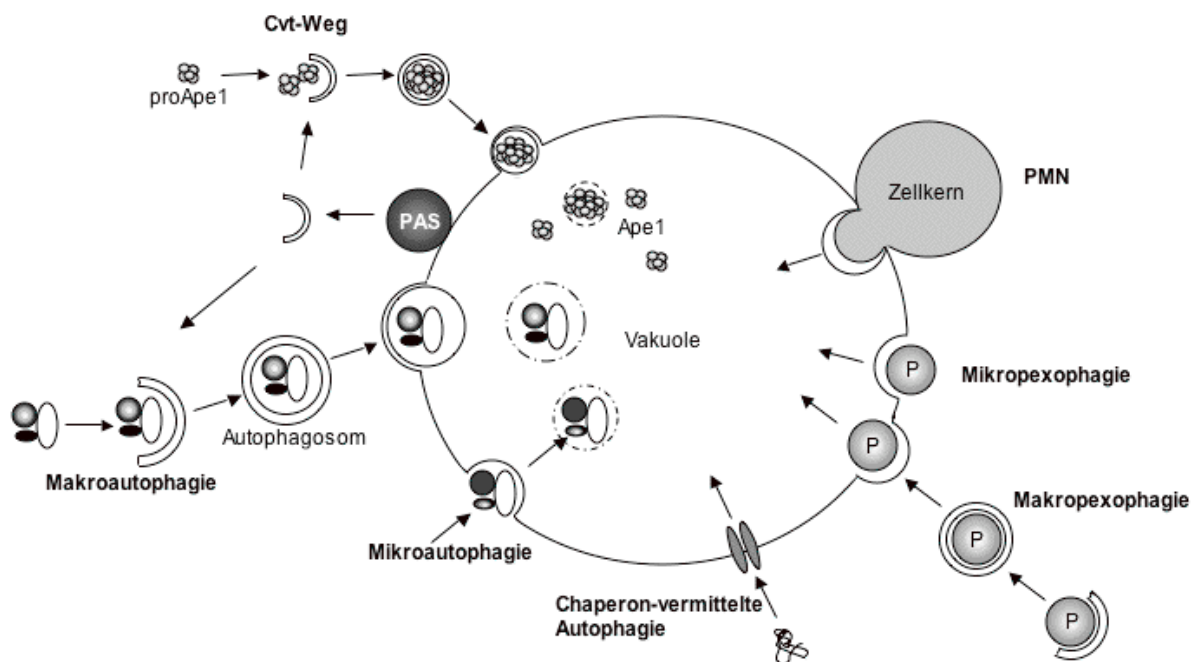 Cvt-Weg
proApe1
PAS
Ape1
Zellkern
PMN
Vakuole
P
Mikropexophagie
Autophagosom
Makroautophagie
P
Makropexophagie
P
Mikroautophagie
Chaperon-vermittelte
Autophagie
P